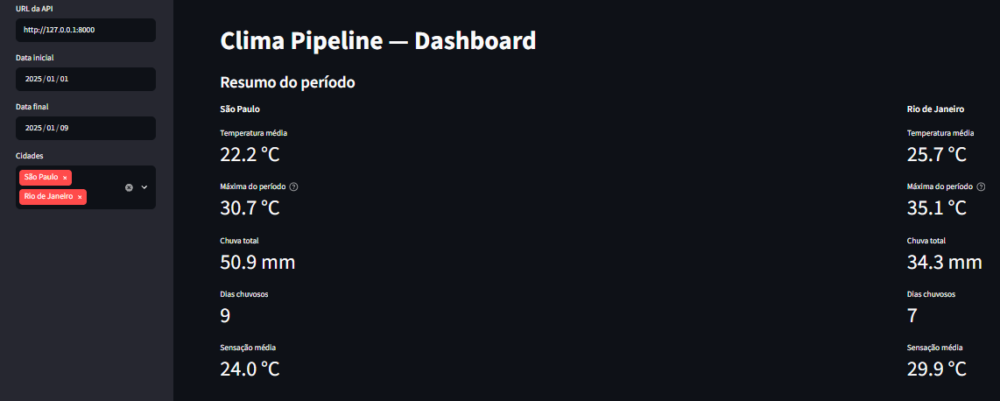 URL da API
http://127.0.0.1:8000
Data inicial
2025/01/01
Data final
2025/01/09
Cidades
São Paulo ×
Rio de Janeiro ×
Clima Pipeline — Dashboard
Resumo do período
São Paulo
Temperatura média
22.2 °C
Máxima do período
30.7 °C
Chuva total
50.9 mm
Dias chuvosos
9
Sensação média
24.0 °C
Rio de Janeiro
Temperatura média
25.7 °C
Máxima do período
35.1 °C
Chuva total
34.3 mm
Dias chuvosos
7
Sensação média
29.9 °C